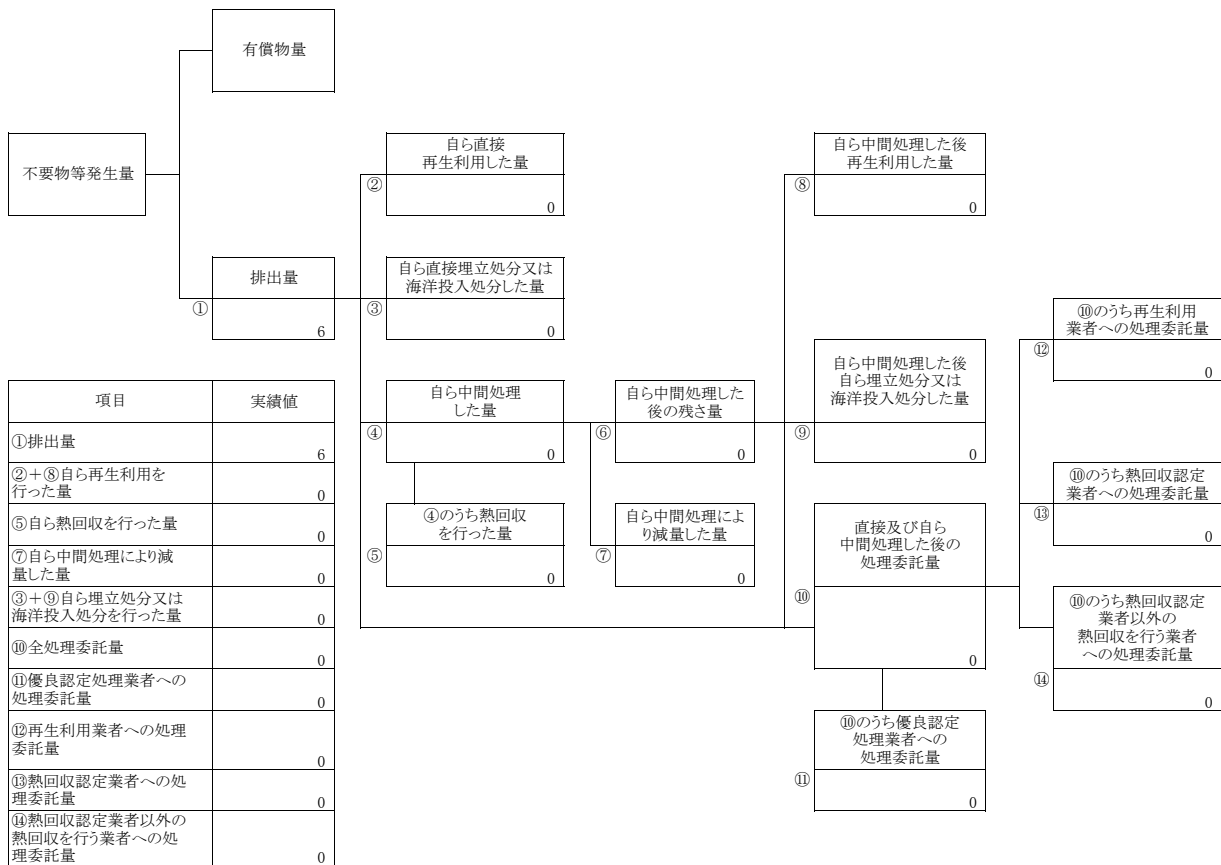 有償物量
不要物等発生量
自ら直接
再生利用した量
②
0
自ら中間処理した後
再生利用した量
⑧
0
排出量
①
6
自ら直接埋立処分又は
海洋投入処分した量
③
0
⑩のうち再生利用
業者への処理委託量
⑫
0
自ら中間処理
した量
④
0
自ら中間処理した
後の残さ量
⑥
0
自ら中間処理した後
自ら埋立処分又は
海洋投入処分した量
⑨
0
⑩のうち熱回収認定
業者への処理委託量
⑬
0
④のうち熱回収
を行った量
⑤
0
自ら中間処理によ
り減量した量
⑦
0
直接及び自ら
中間処理した後の
処理委託量
⑩
0
⑩のうち熱回収認定
業者以外の
熱回収を行う業者
への処理委託量
⑭
0
⑩のうち優良認定
処理業者への
処理委託量
⑪
0
項目 実績値
①排出量 6
②+⑧自ら再生利用を
行った量 0
⑤自ら熱回収を行った量 0
⑦自ら中間処理により減
量した量 0
③+⑨自ら埋立処分又は
海洋投入処分を行った量 0
⑩全処理委託量 0
⑪優良認定処理業者への
処理委託量 0
⑫再生利用業者への処理
委託量 0
⑬熱回収認定業者への処
理委託量 0
⑭熱回収認定業者以外の
熱回収を行う業者への処
理委託量 0